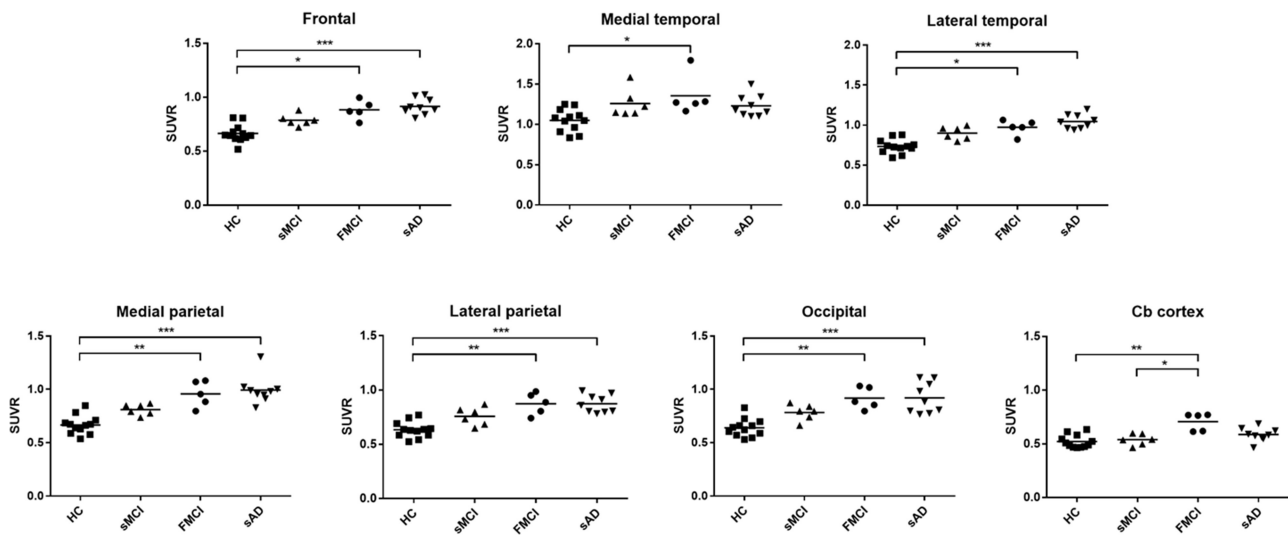 Frontal
SUVR
1.5
1.0
0.5
0.0
***
*
HC
sMCI
FMCI
sAD
Medial temporal
2.0
1.5
1.0
0.5
0.0
*
HC
sMCI
FMCI
sAD
Lateral temporal
SUVR
2.0
1.5
1.0
0.5
0.0
***
*
HC
sMCI
FMCI
sAD
Medial parietal
SUVR
1.5
1.0
0.5
0.0
***
**
HC
sMCI
FMCI
sAD
Lateral parietal
SUVR
1.5
1.0
0.5
0.0
***
**
HC
sMCI
FMCI
sAD
Occipital
SUVR
1.5
1.0
0.5
0.0
***
**
HC
sMCI
FMCI
sAD
Cb cortex
SUVR
1.5
1.0
0.5
0.0
**
*
HC
sMCI
FMCI
sAD